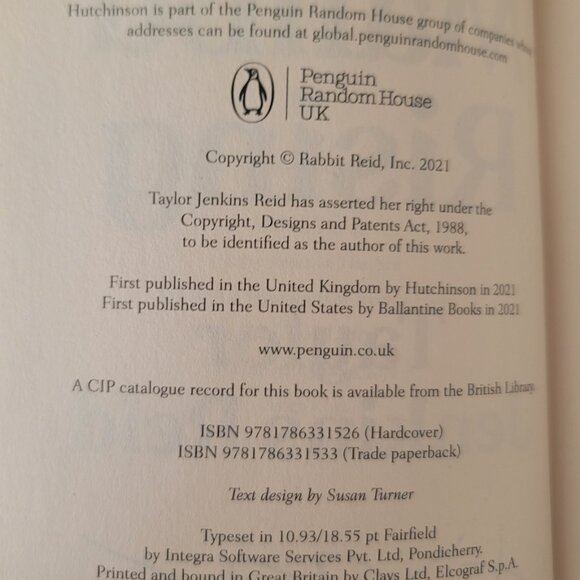 Hutchinson is part of the Penguin Random House group of companies whose
addresses can be found at global.penguinrandomhouse.com
Penguin
Random House
UK
Copyright © Rabbit Reid, Inc. 2021
Taylor Jenkins Reid has asserted her right under the
Copyright, Designs and Patents Act, 1988,
to be identified as the author of this work.
First published in the United Kingdom by Hutchinson in 2021
First published in the United States by Ballantine Books in 2021
www.penguin.co.uk
A CIP catalogue record for this book is available from the British Library.
ISBN 9781786331526 (Hardcover)
ISBN 9781786331533 (Trade paperback)
Text design by Susan Turner
Typeset in 10.93/18.55 pt Fairfield
by Integra Software Services Pvt. Ltd, Pondicherry.
Printed and bound in Great Britain by Clays Ltd, Elcograf S.p.A.